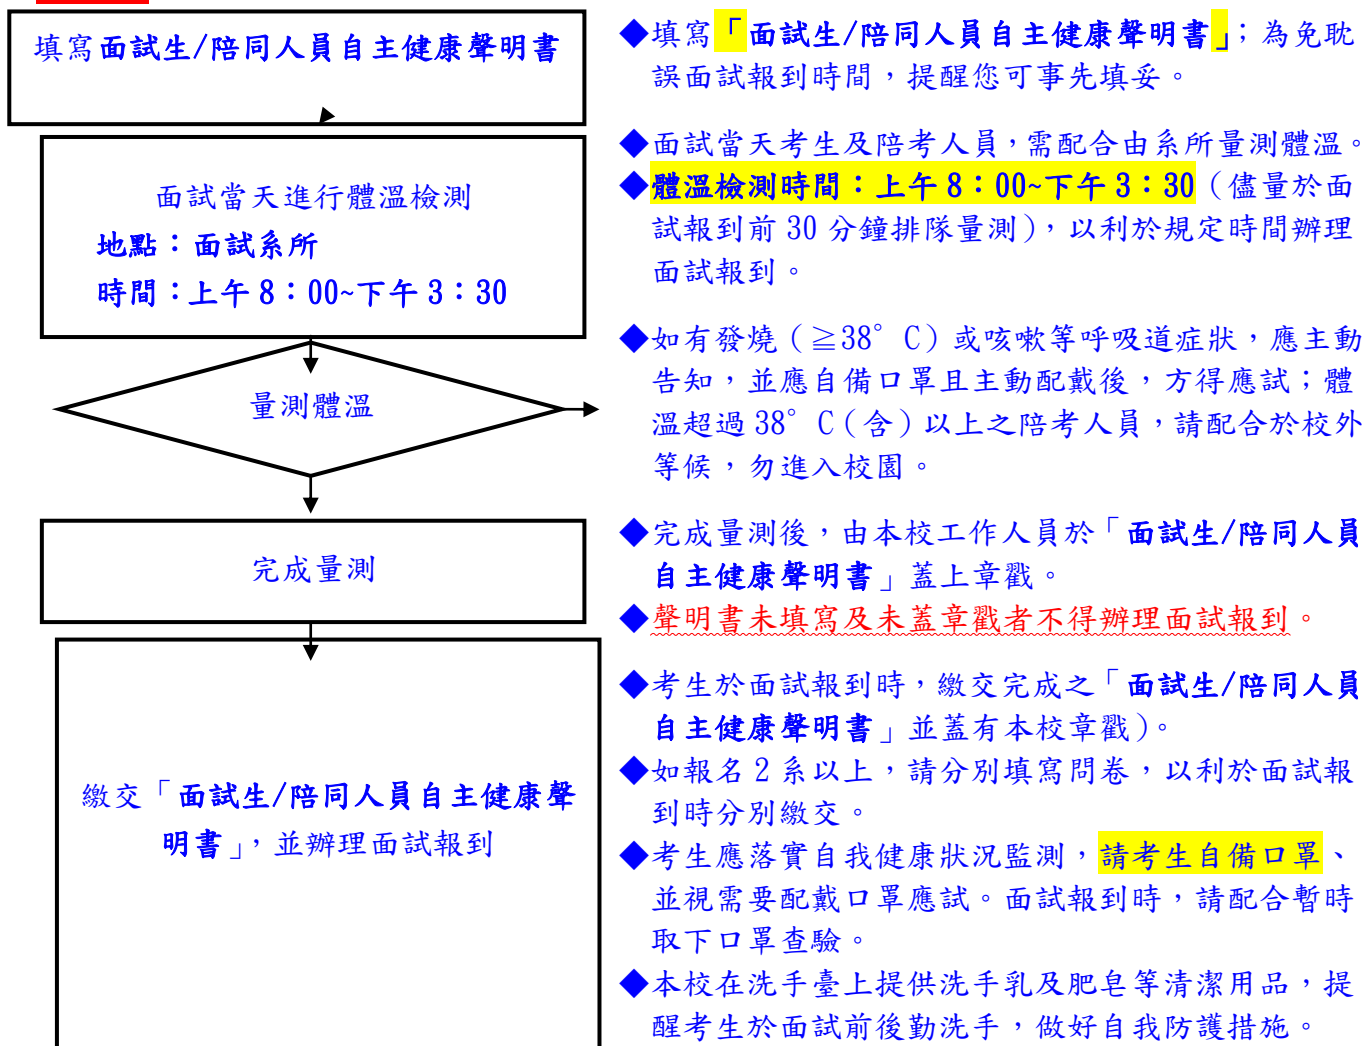 填寫面試生/陪同人員自主健康聲明書
面試當天進行體溫檢測
地點：面試系所
時間：上午 8：00~下午 3：30
量測體溫
完成量測
繳交「面試生/陪同人員自主健康聲
明書」，並辦理面試報到
◆填寫「面試生/陪同人員自主健康聲明書」；為免耽
誤面試報到時間，提醒您可事先填妥。
◆面試當天考生及陪考人員，需配合由系所量測體溫。
◆體溫檢測時間：上午 8：00~下午 3：30（儘量於面
試報到前 30 分鐘排隊量測），以利於規定時間辦理
面試報到。
◆如有發燒（≧38°C）或咳嗽等呼吸道症狀，應主動
告知，並應自備口罩且主動配戴後，方得應試；體
溫超過 38°C（含）以上之陪考人員，請配合於校外
等候，勿進入校園。
◆完成量測後，由本校工作人員於「面試生/陪同人員
自主健康聲明書」蓋上章戳。
◆聲明書未填寫及未蓋章戳者不得辦理面試報到。
◆考生於面試報到時，繳交完成之「面試生/陪同人員
自主健康聲明書」並蓋有本校章戳）。
◆如報名 2 系以上，請分別填寫問卷，以利於面試報
到時分別繳交。
◆考生應落實自我健康狀況監測，請考生自備口罩、
並視需要配戴口罩應試。面試報到時，請配合暫時
取下口罩查驗。
◆本校在洗手臺上提供洗手乳及肥皂等清潔用品，提
醒考生於面試前後勤洗手，做好自我防護措施。